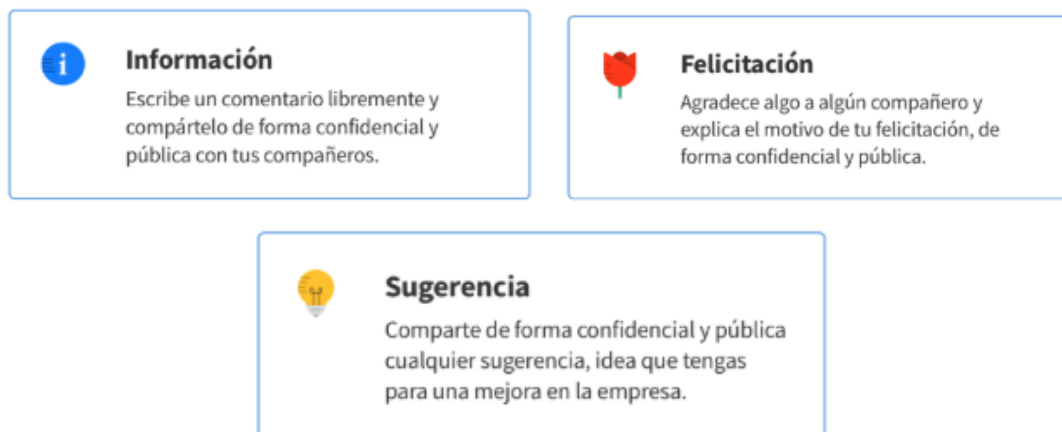 Información
Escribe un comentario libremente y
compártelo de forma confidencial y
pública con tus compañeros.
Felicitación
Agradece algo a algún compañero y
explica el motivo de tu felicitación, de
forma confidencial y pública.
Sugerencia
Comparte de forma confidencial y pública
cualquier sugerencia, idea que tengas
para una mejora en la empresa.